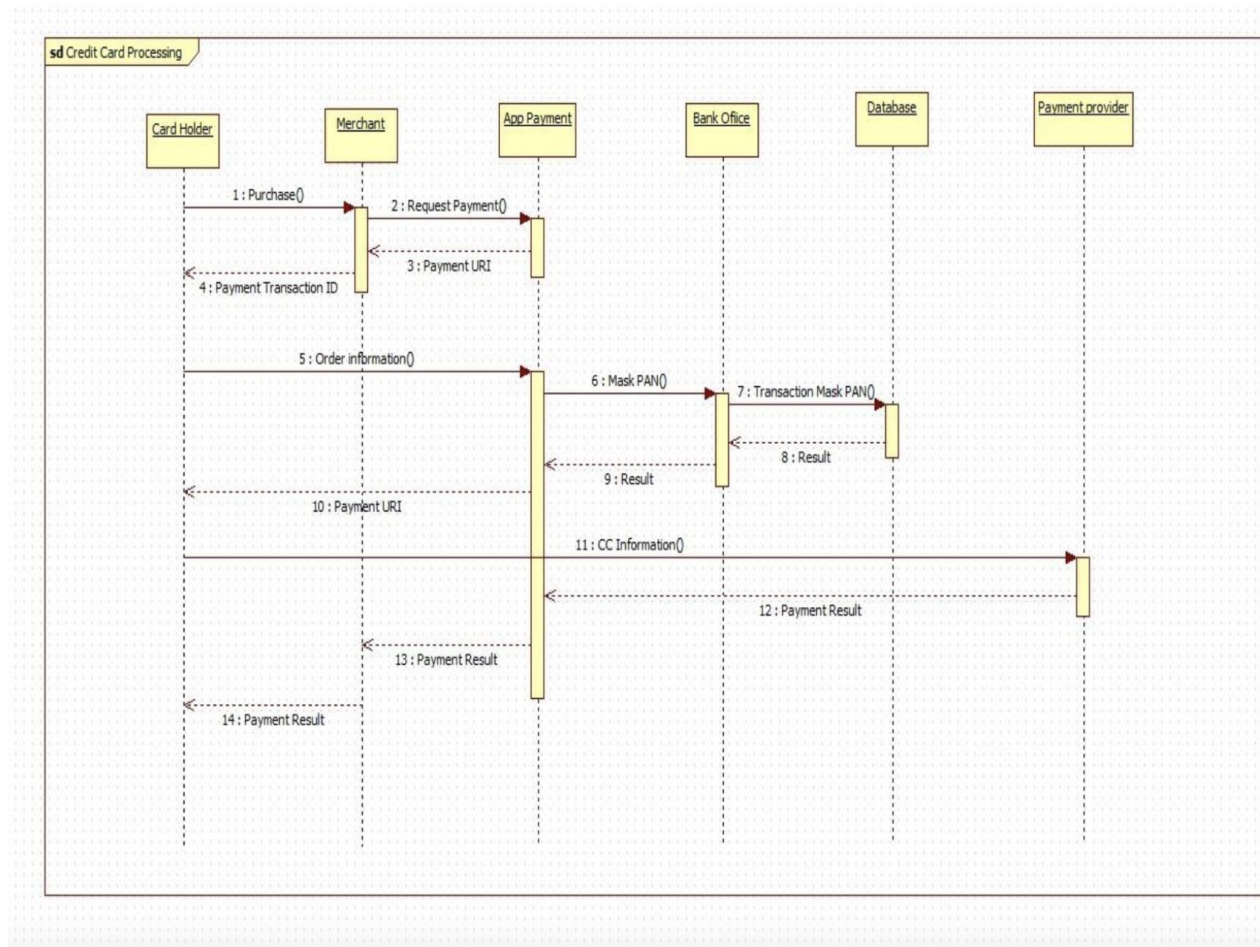 sd Credit Card Processing
Card Holder
Merchant
App Payment
Bank Ofiice
Database
Payment provider
1 : Purchase()
2 : Request Payment()
3 : Payment URI
4 : Payment Transaction ID
5 : Order information()
6 : Mask PAN()
7 : Transaction Mask PAN()
8 : Result
9 : Result
10 : Payment URI
11 : CC Information()
12 : Payment Result
13 : Payment Result
14 : Payment Result